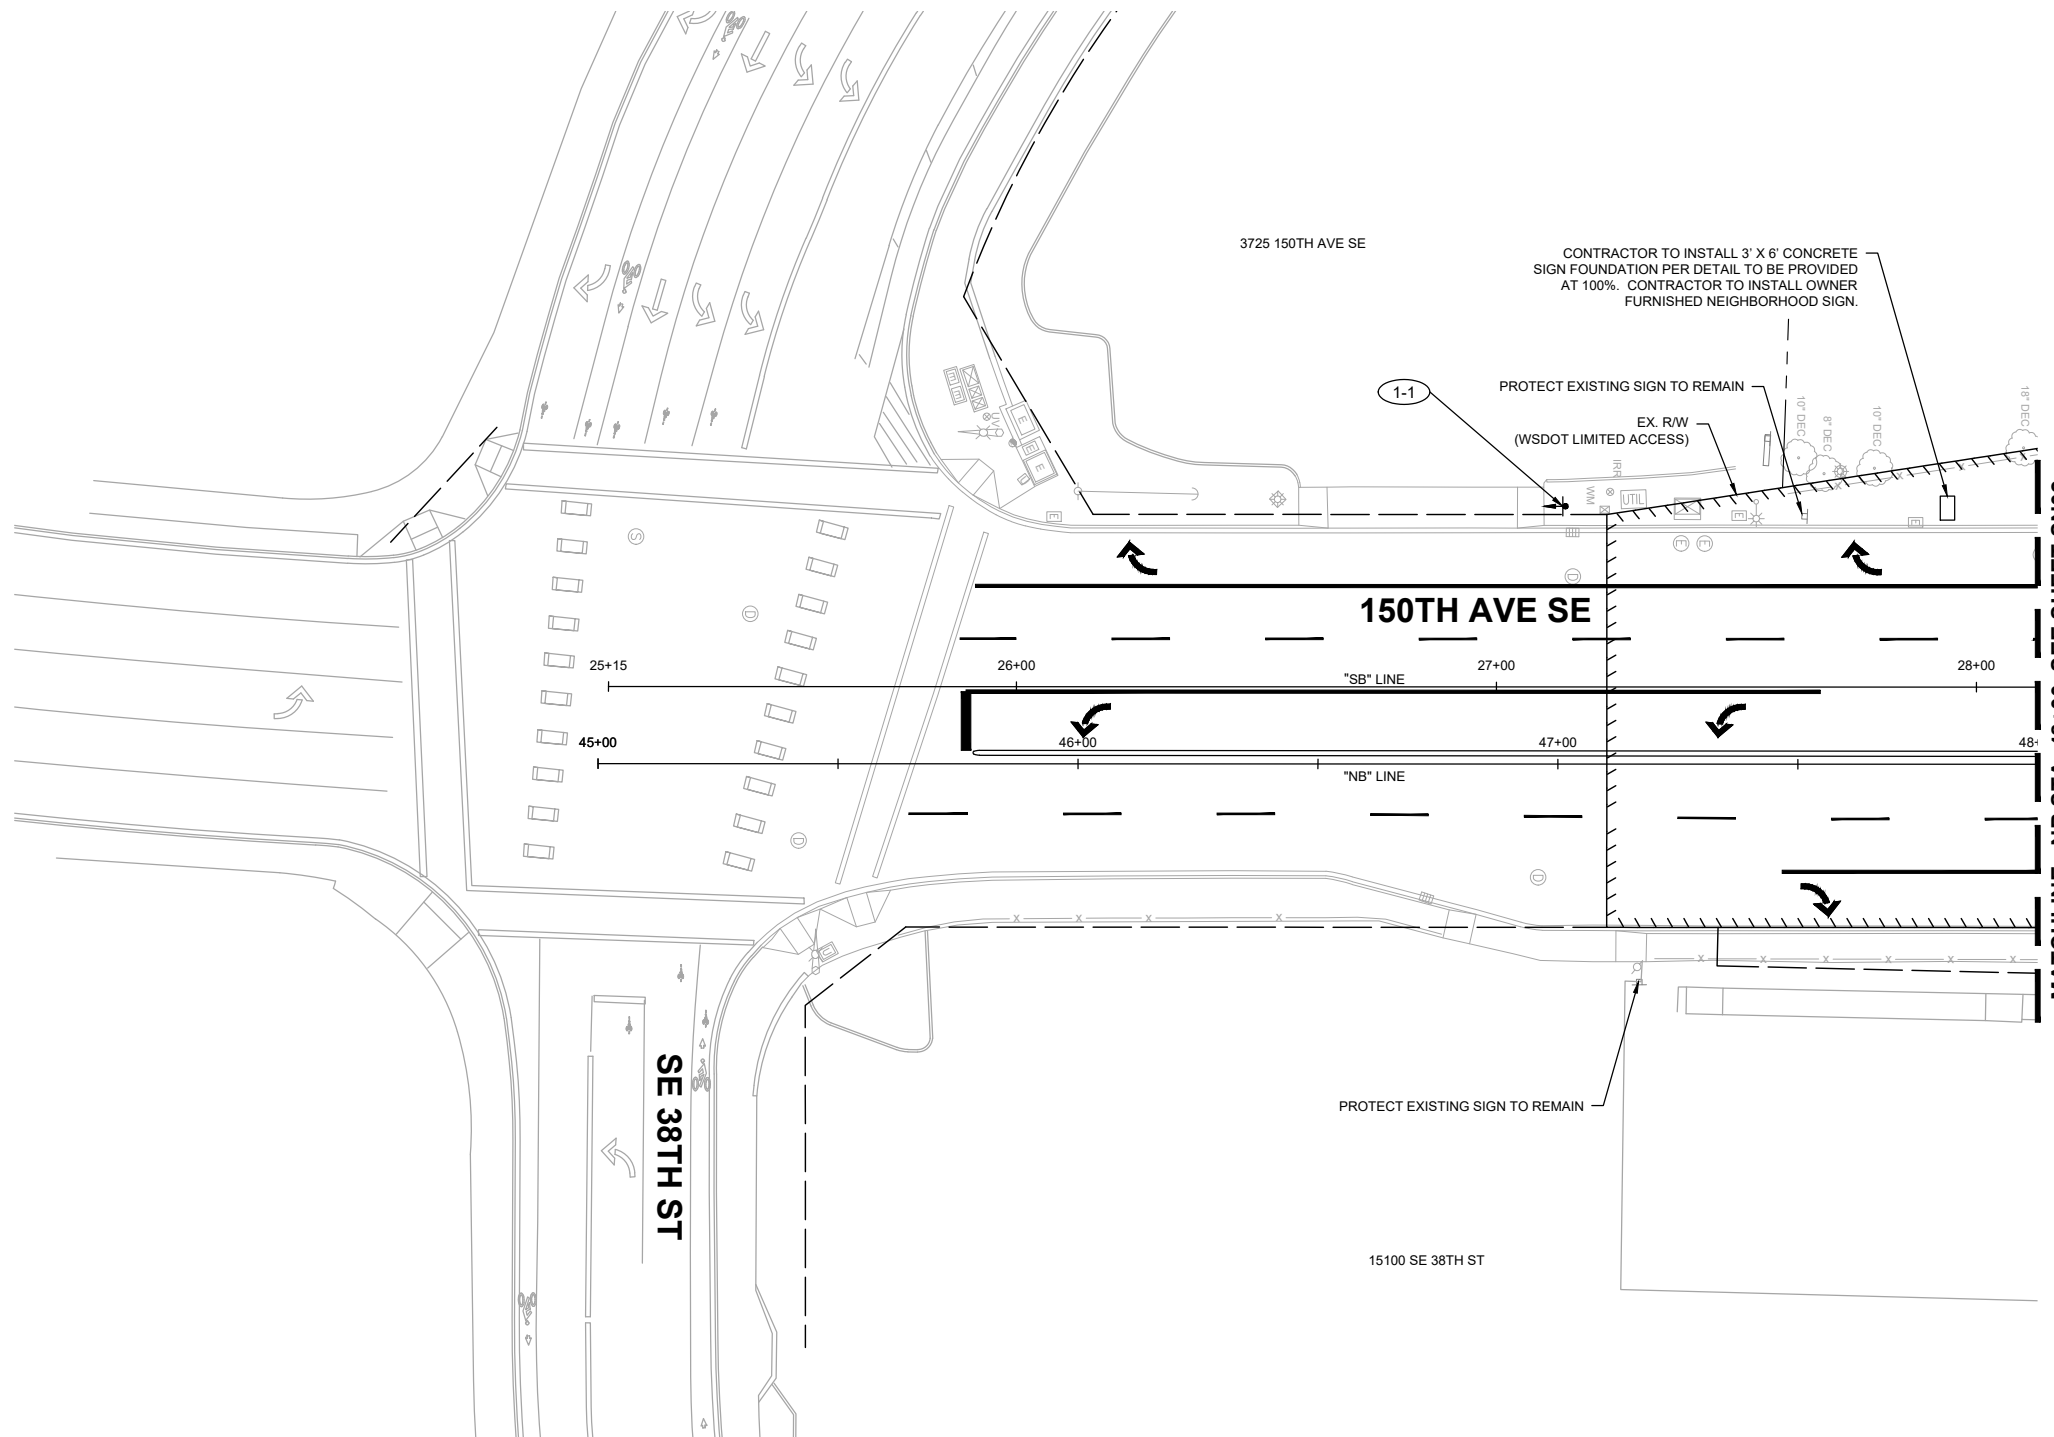 3725 150TH AVE SE
CONTRACTOR TO INSTALL 3' X 6' CONCRETE
SIGN FOUNDATION PER DETAIL TO BE PROVIDED
AT 100%. CONTRACTOR TO INSTALL OWNER
FURNISHED NEIGHBORHOOD SIGN.
PROTECT EXISTING SIGN TO REMAIN
1-1
EX. R/W
(WSDOT LIMITED ACCESS)
10" DEC
8" DEC
10" DEC
18" DEC
IRR
WM
UTIL
UV
E
E
E
E
E
E
E
E
E
E
E
S
D
D
D
D
D
U
150TH AVE SE
25+15
26+00
27+00
28+00
"SB" LINE
45+00
46+00
47+00
48+
"NB" LINE
X X X X
X X X X X X
PROTECT EXISTING SIGN TO REMAIN
SE 38TH ST
15100 SE 38TH ST